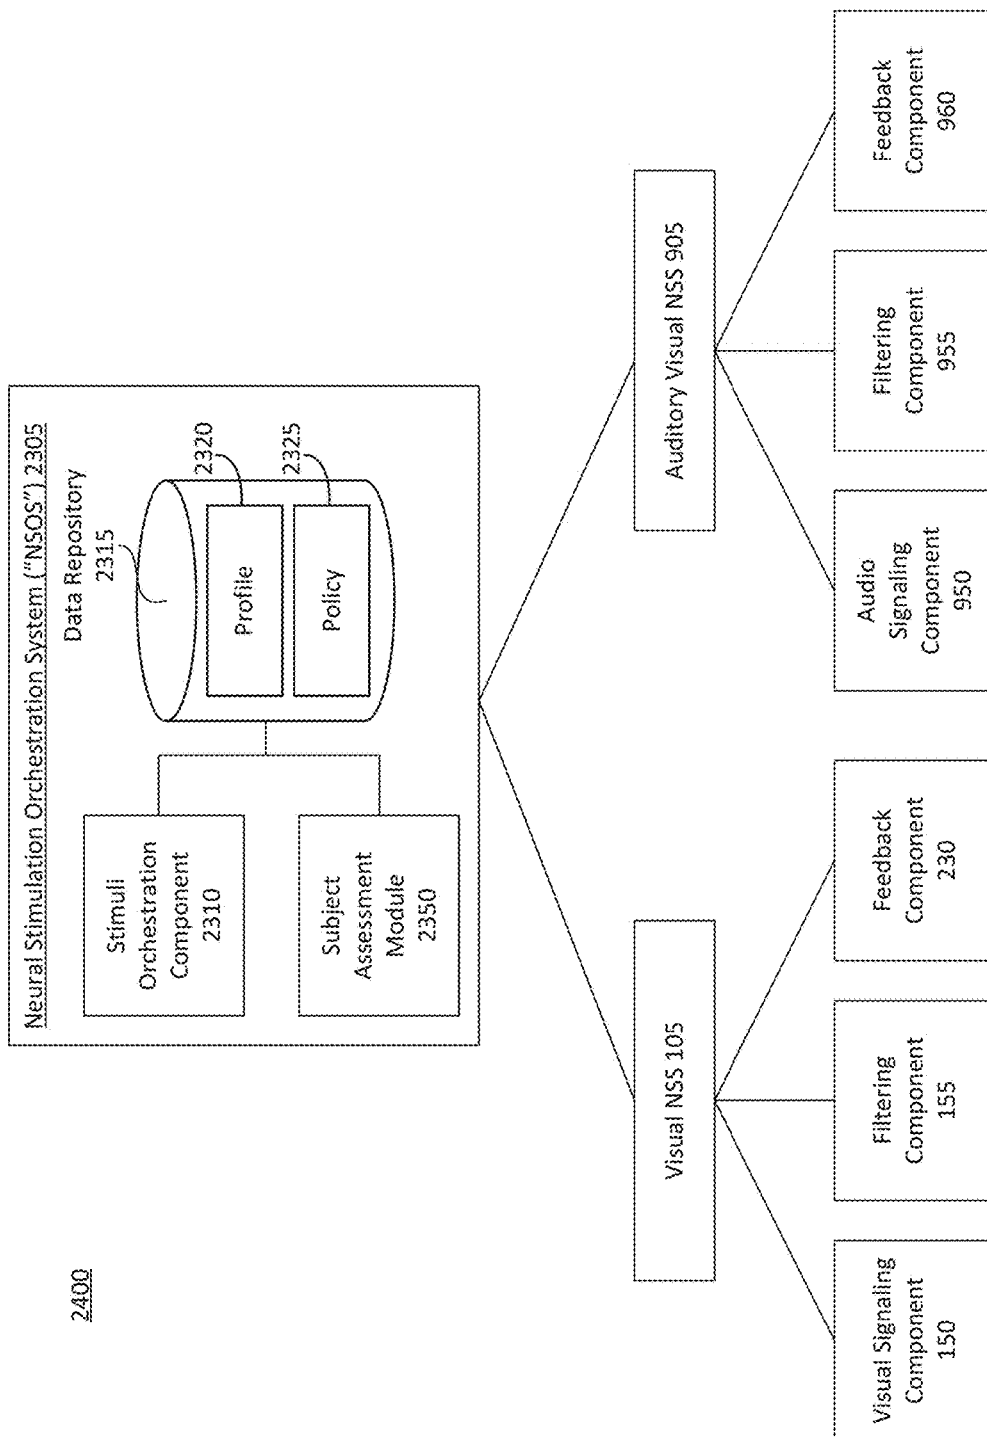 2400
Neural Stimulation Orchestration System ("NSOS") 2305
Stimuli
Orchestration
Component
2310
Subject
Assessment
Module
2350
Data Repository
2315
2320
2325
Profile
Policy
Visual NSS 105
Auditory Visual NSS 905
Visual Signaling
Component
150
Filtering
Component
155
Feedback
Component
230
Audio
Signaling
Component
950
Filtering
Component
955
Feedback
Component
960